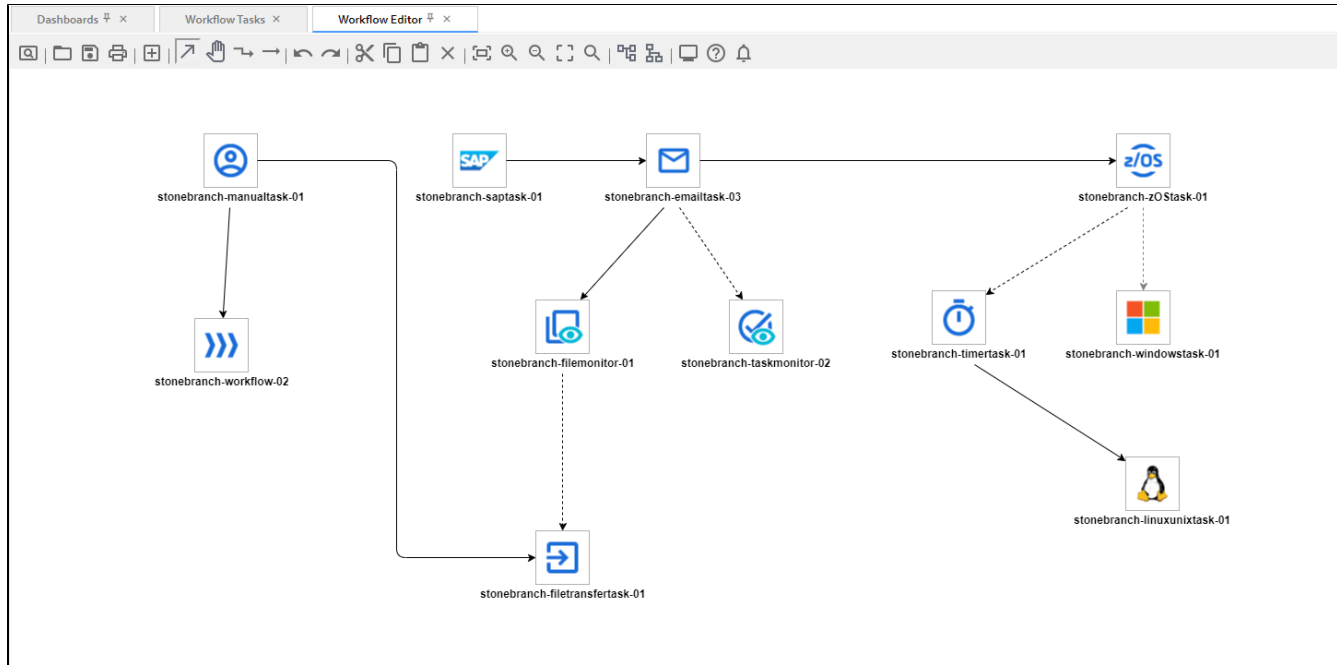 Dashboards
Workflow Tasks
Workflow Editor
SAP
z/OS
stonebranch-manualtask-01
stonebranch-saptask-01
stonebranch-emailtask-03
stonebranch-zOStask-01
stonebranch-timertask-01
stonebranch-windowstask-01
stonebranch-filemonitor-01
stonebranch-taskmonitor-02
stonebranch-workflow-02
stonebranch-linuxunixtask-01
stonebranch-filetransfertask-01